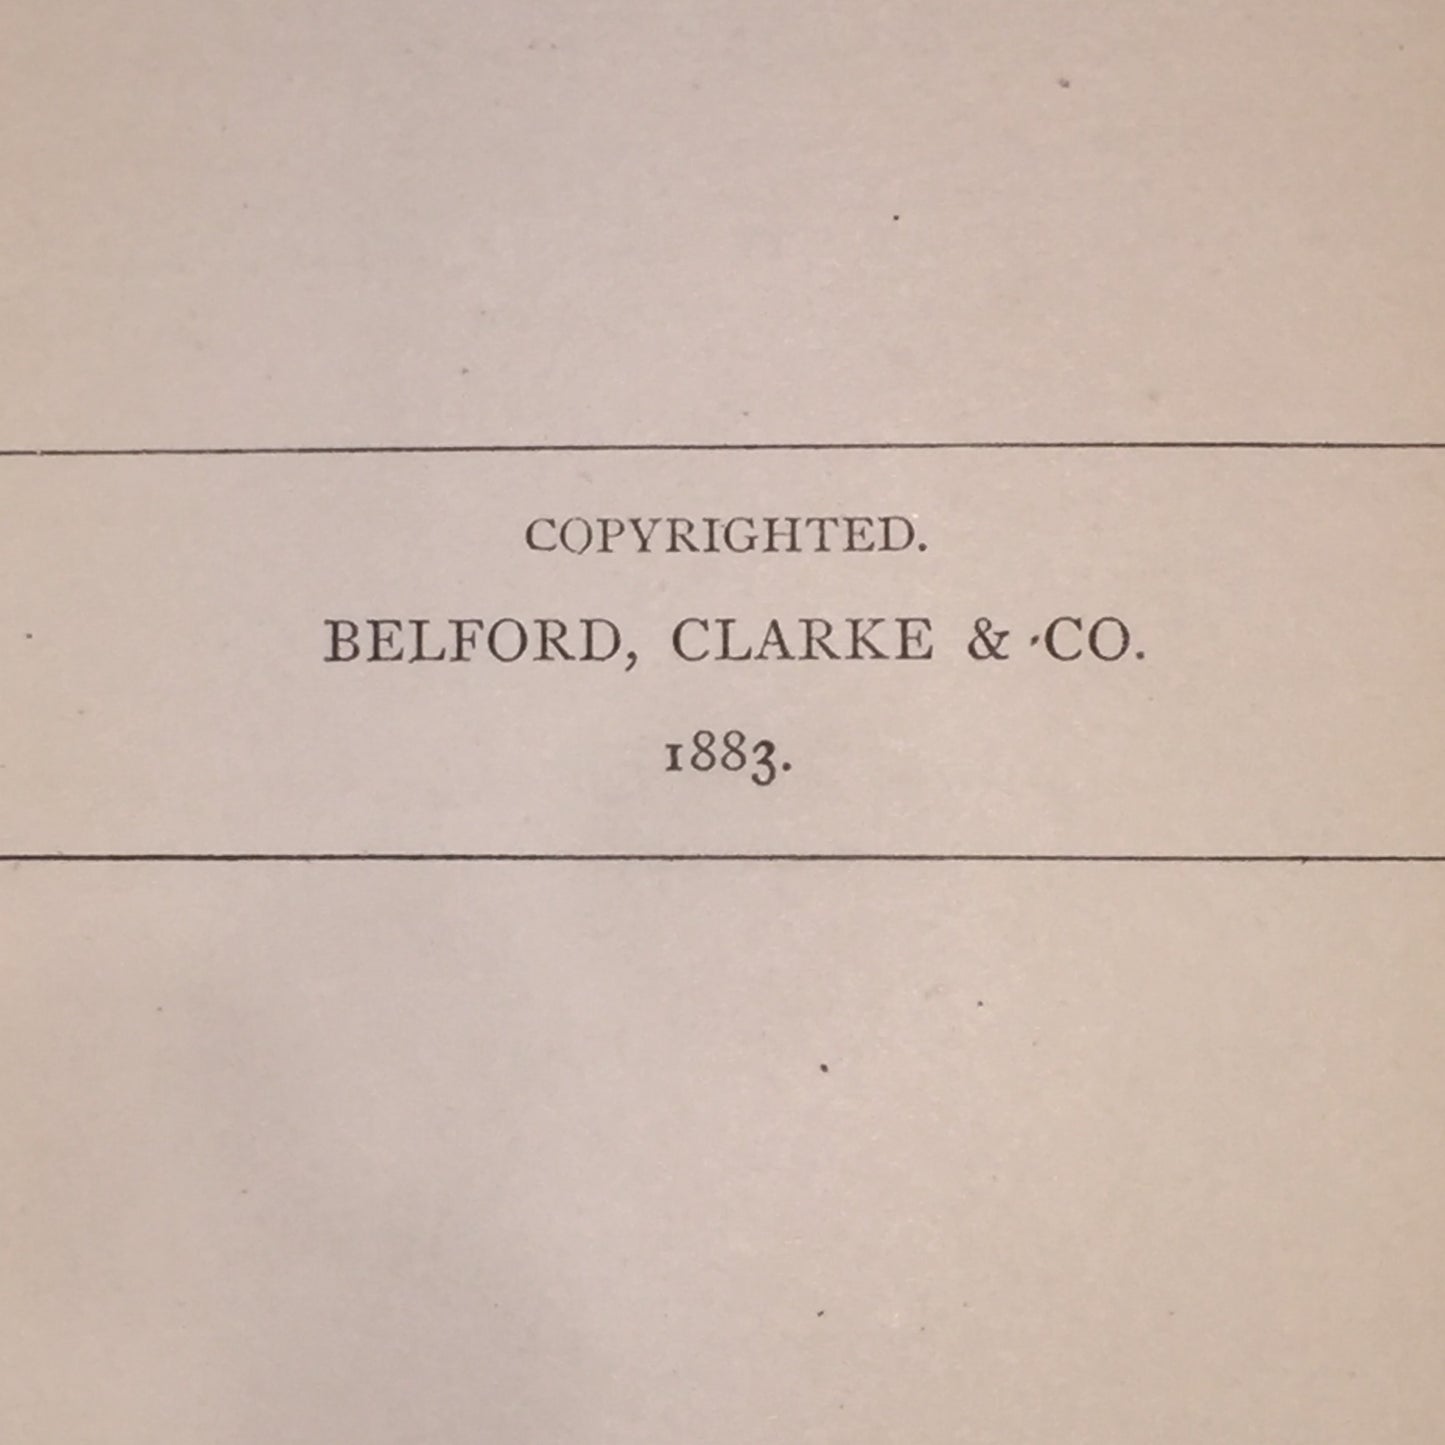 COPYRIGHTED.
BELFORD, CLARKE & CO.
1883.